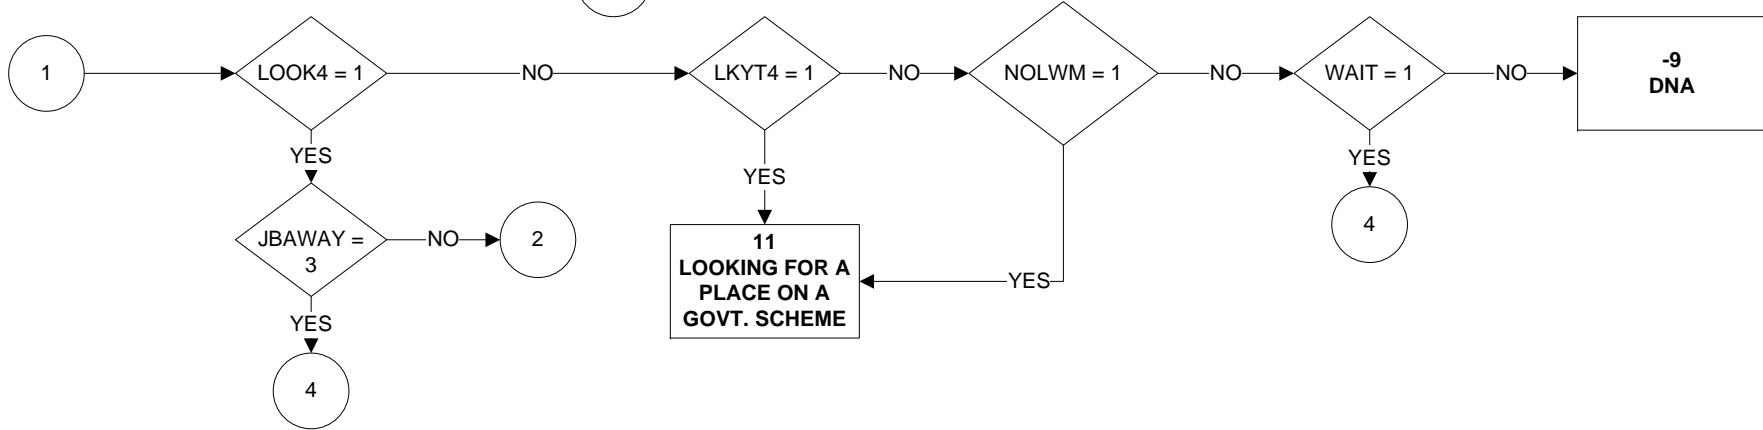 1
LOOK4 = 1
NO
LKYT4 = 1
NO
NOLWM = 1
NO
WAIT = 1
NO
-9
DNA
YES
YES
YES
YES
JBAWAY =
3
NO
2
11
LOOKING FOR A
PLACE ON A
GOVT. SCHEME
4
YES
4